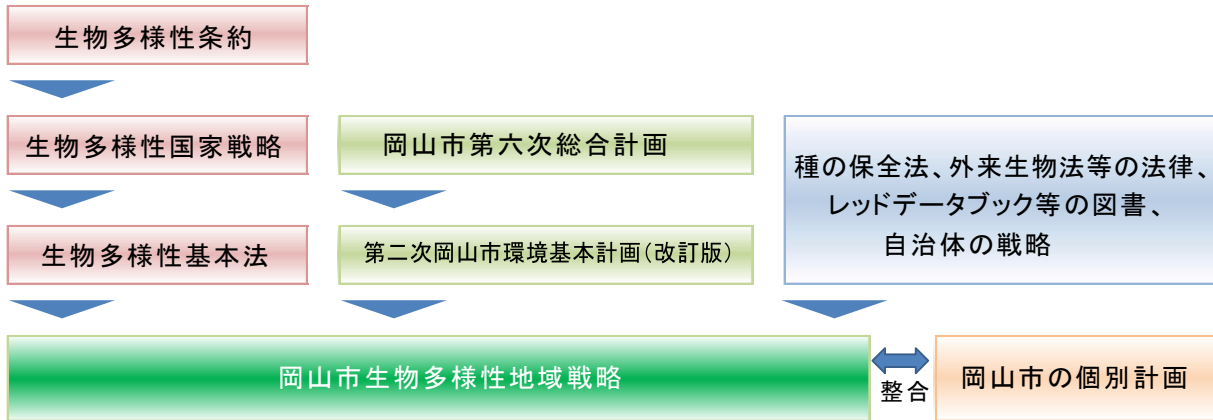 生物多様性条約
生物多様性国家戦略
生物多様性基本法
岡山市第六次総合計画
第二次岡山市環境基本計画（改訂版）
種の保全法、外来生物法等の法律、
レッドデータブック等の図書、
自治体の戦略
岡山市生物多様性地域戦略
整合
岡山市の個別計画